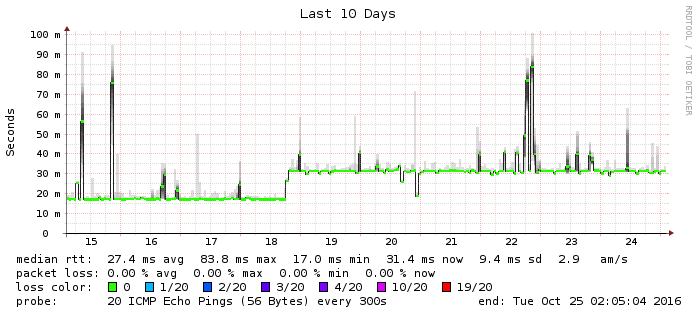 Last 10 Days
RRDTOOL / TOBI OETIKER
Seconds
100 m
90 m
80 m
70 m
60 m
50 m
40 m
30 m
20 m
10 m
0
15 16 17 18 19 20 21 22 23 24
median rtt: 27.4 ms avg 83.8 ms max 17.0 ms min 31.4 ms now 9.4 ms sd 2.9 am/s
packet loss: 0.00 % avg 0.00 % max 0.00 % min 0.00 % now
loss color: 0 1/20 2/20 3/20 4/20 10/20 19/20
probe: 20 ICMP Echo Pings (56 Bytes) every 300s end: Tue Oct 25 02:05:04 2016